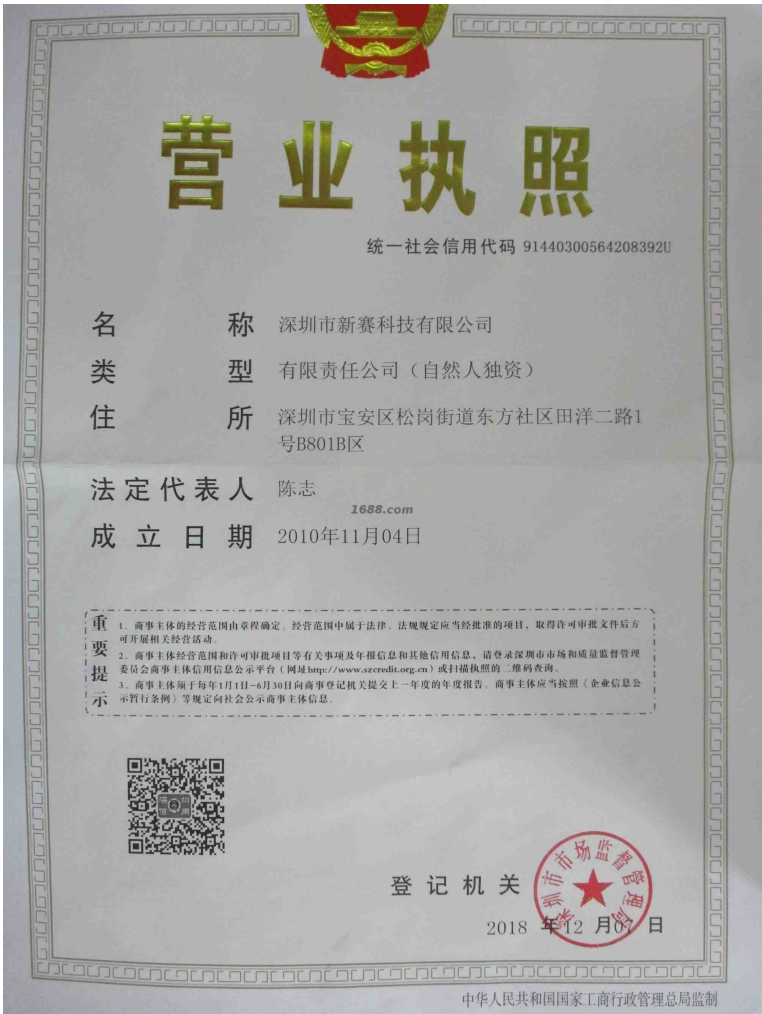 营业执照
统一社会信用代码 91440300564208392U
名称 深圳市新赛科技有限公司
类型 有限责任公司（自然人独资）
住所 深圳市宝安区松岗街道东方社区田洋二路1
号B801B区
法定代表人 陈志
1688.com
成立日期 2010年11月04日
重要提示
1、商事主体的经营范围由章程确定。经营范围中属于法律、法规规定应当经批准的项目，取得许可审批文件后方
可开展相关经营活动。
2、商事主体经营范围和许可审批项目等有关事项及年报信息和其他信用信息，请登录深圳市市场和质量监督管理
委员会商事主体信用信息公示平台（网址http://www.szcredit.org.cn）或扫描执照的二维码查询。
3、商事主体须于每年1月1日-6月30日向商事登记机关提交上一年度的年度报告。商事主体应当按照《企业信息公
示暂行条例》等规定向社会公示商事主体信息。
登记机关
深圳市市场监督管理局
2018 年12 月07 日
中华人民共和国国家工商行政管理总局监制